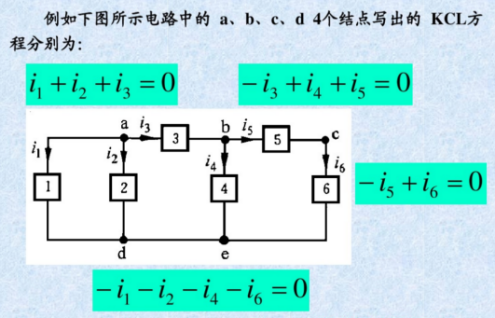 例如下图所示电路中的 a、b、c、d 4个结点写出的 KCL方
程分别为:
i₁ + i₂ + i₃ = 0
−i₃ + i₄ + i₅ = 0
a i₃ 3 b i₅ 5 c
i₁ i₂ i₄ i₆
1 2 4 6
−i₅ + i₆ = 0
d e
−i₁ − i₂ − i₄ − i₆ = 0